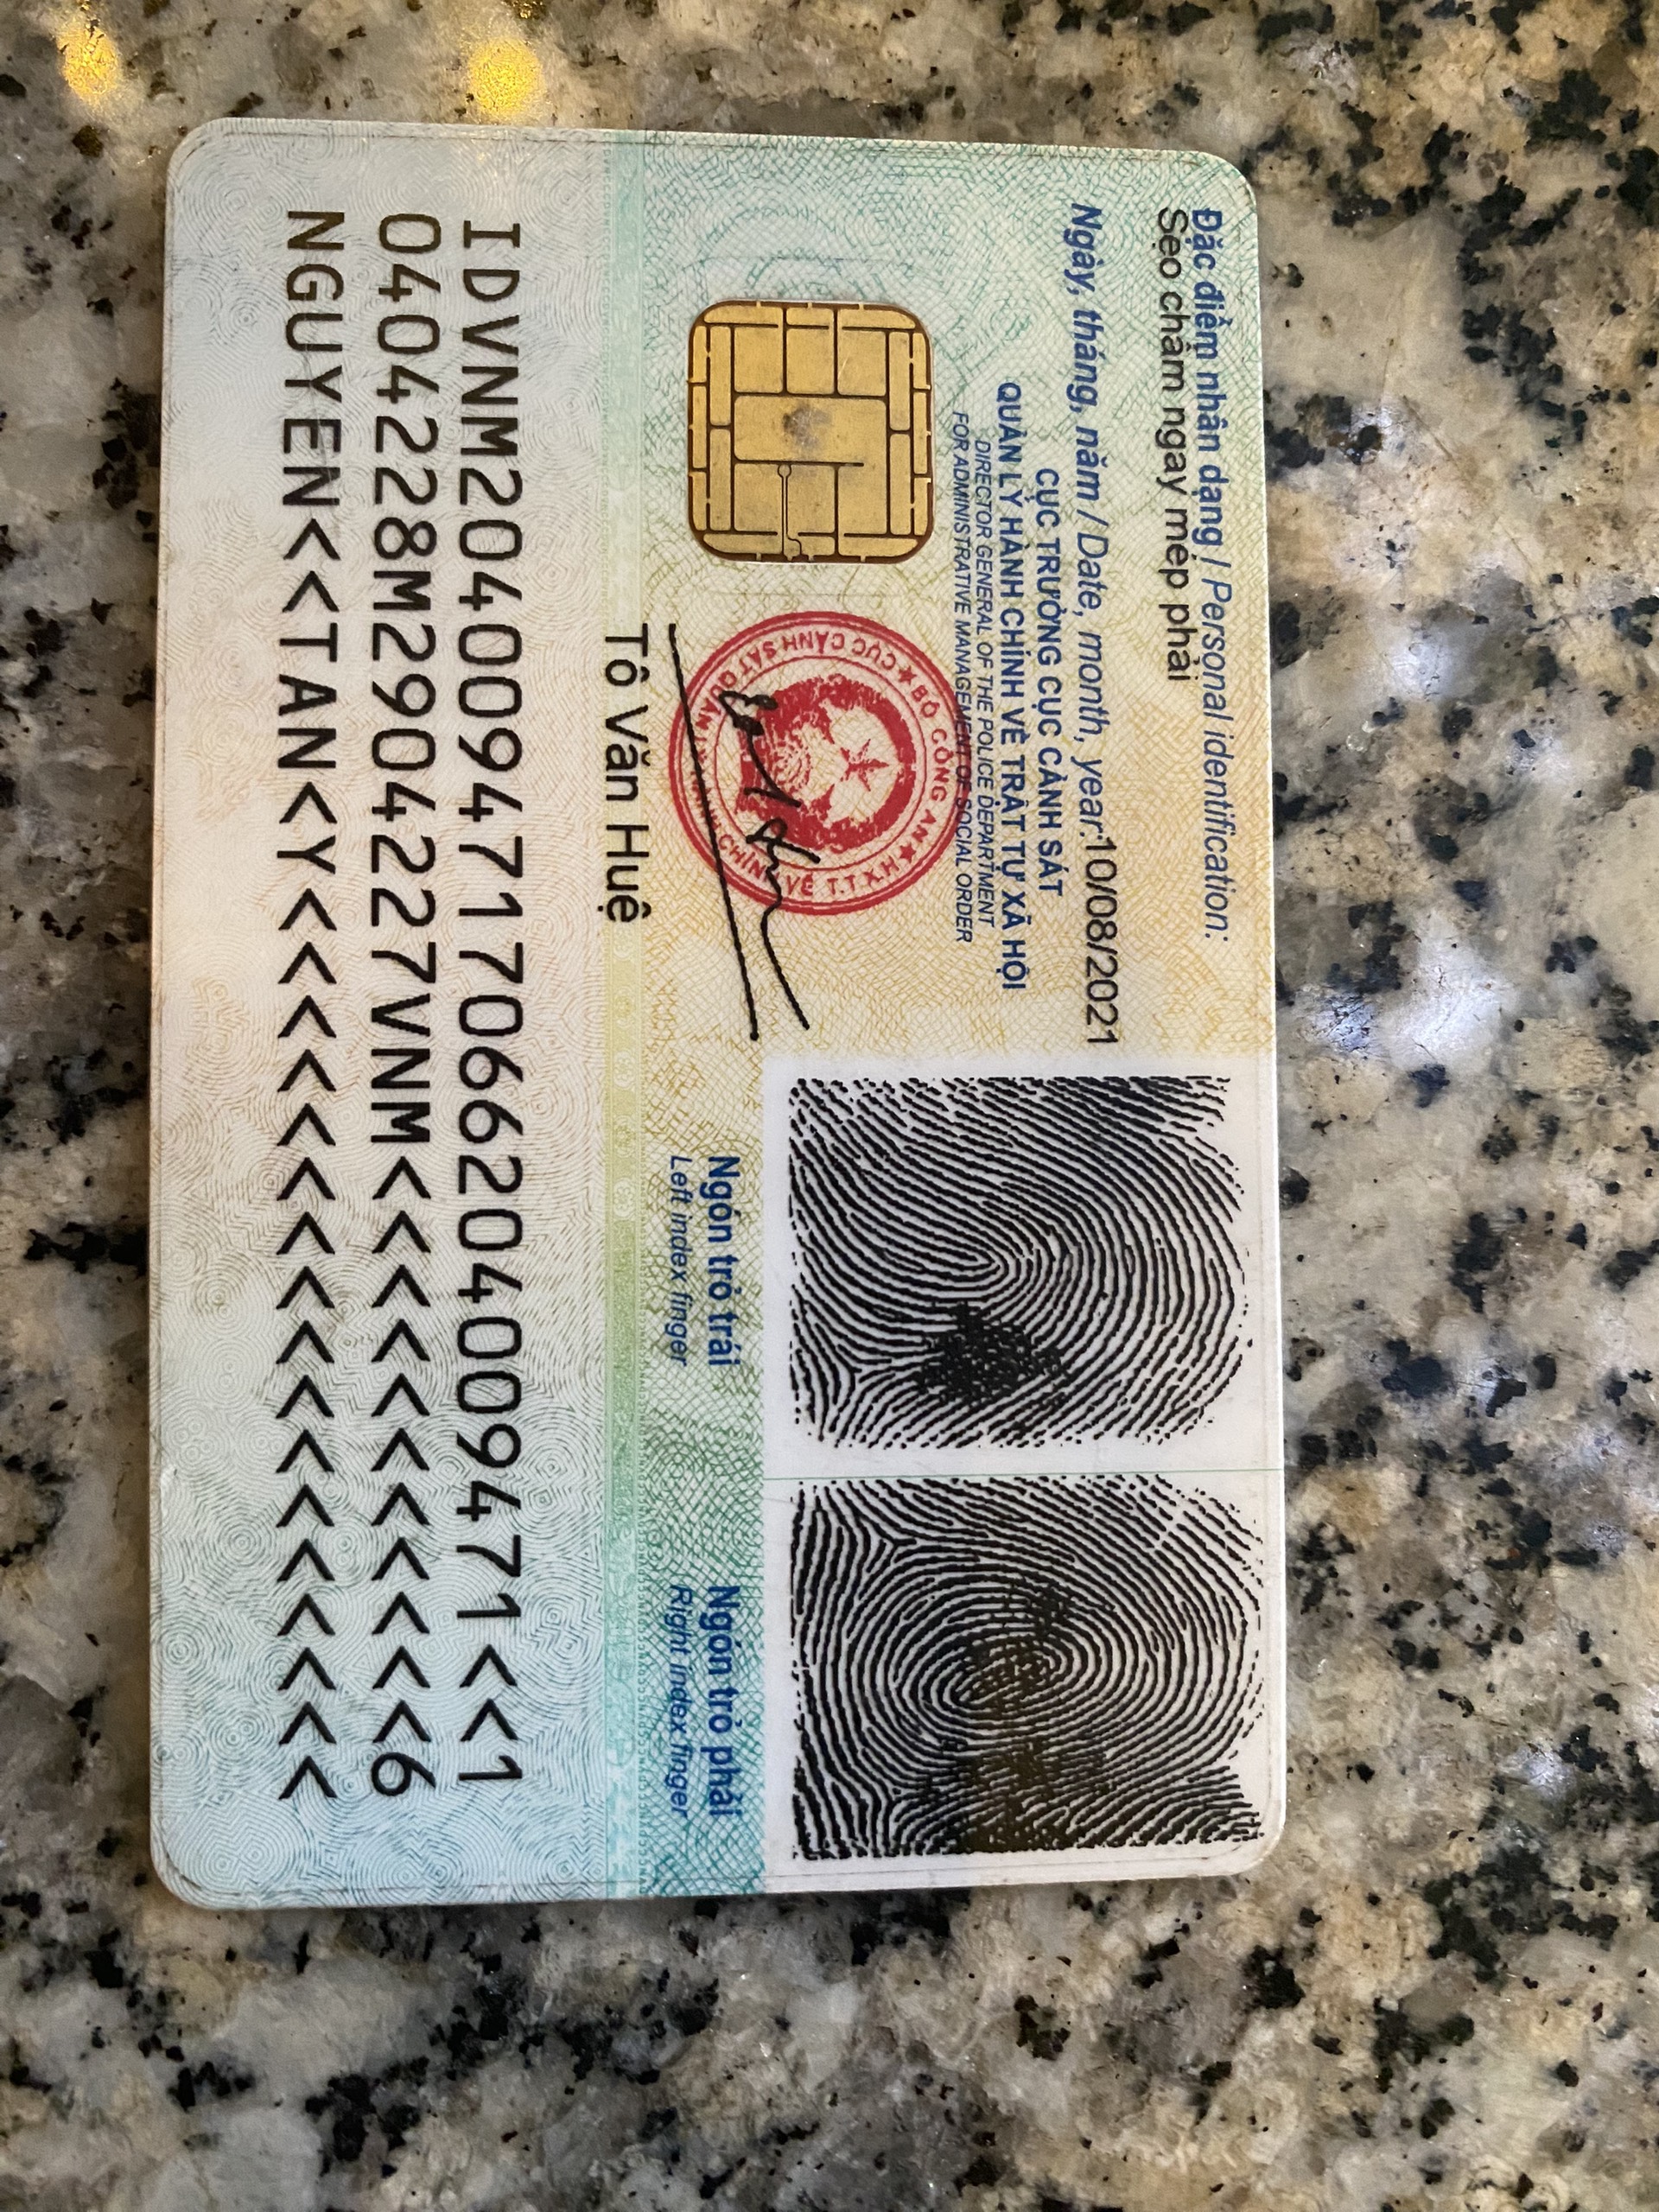 Đặc điểm nhân dạng / Personal identification:
Sẹo chấm ngay mép phải
Ngày, tháng, năm / Date, month, year:10/08/2021
CỤC TRƯỞNG CỤC CẢNH SÁT
QUẢN LÝ HÀNH CHÍNH VỀ TRẬT TỰ XÃ HỘI
DIRECTOR GENERAL OF THE POLICE DEPARTMENT
FOR ADMINISTRATIVE MANAGEMENT OF SOCIAL ORDER
BỘ CÔNG AN
CỤC CẢNH SÁT QUẢN LÝ HÀNH CHÍNH VỀ T.T.X.H
Tô Văn Huệ
Ngón trỏ trái
Left index finger
Ngón trỏ phải
Right index finger
IDVNM2040094717066204009471<<1
0404228M2904227VNM<<<<<<<<<<<6
NGUYEN<<TAN<Y<<<<<<<<<<<<<<<<<